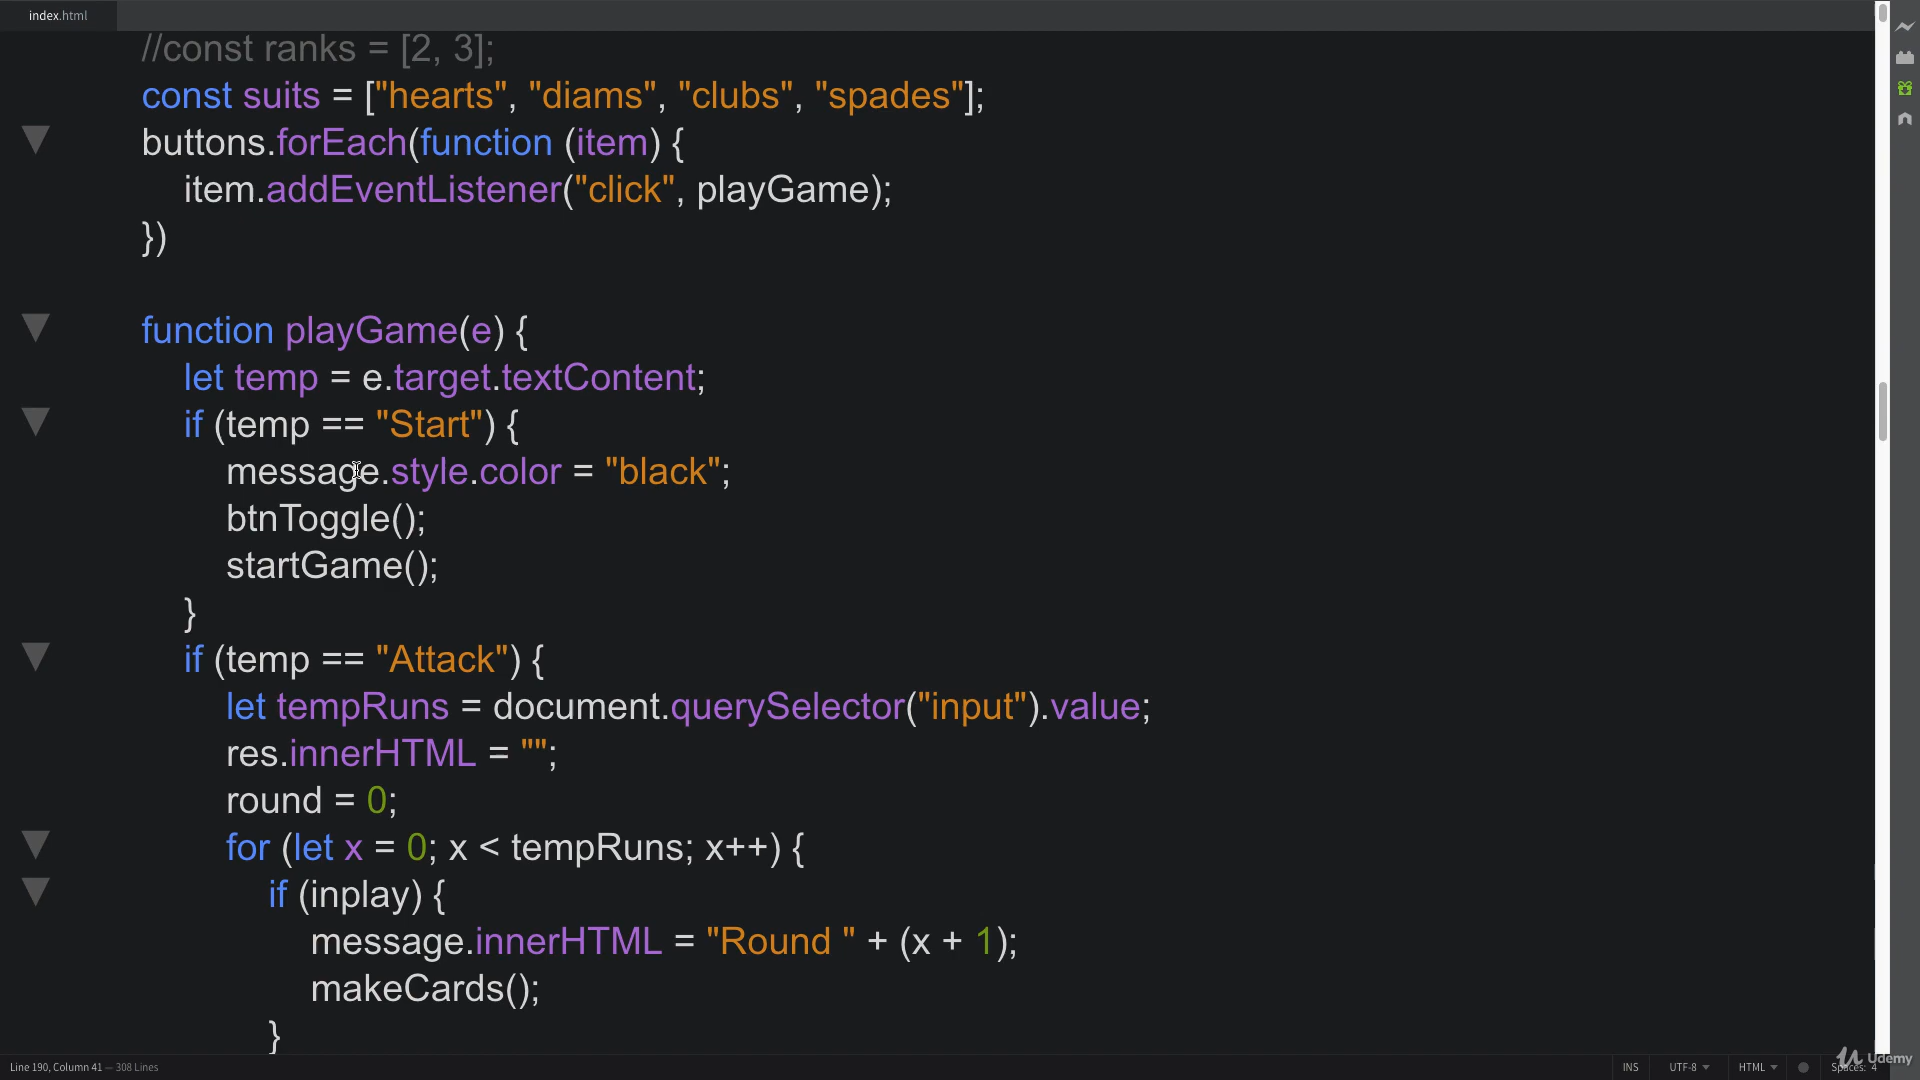 index.html
//const ranks = [2, 3];
const suits = ["hearts", "diams", "clubs", "spades"];
buttons.forEach(function (item) {
item.addEventListener("click", playGame);
})
function playGame(e) {
let temp = e.target.textContent;
if (temp == "Start") {
message.style.color = "black";
btnToggle();
startGame();
}
if (temp == "Attack") {
let tempRuns = document.querySelector("input").value;
res.innerHTML = "";
round = 0;
for (let x = 0; x < tempRuns; x++) {
if (inplay) {
message.innerHTML = "Round " + (x + 1);
makeCards();
}
Line 190, Column 41 — 308 Lines
INS UTF-8 HTML Spaces: 4
Udemy